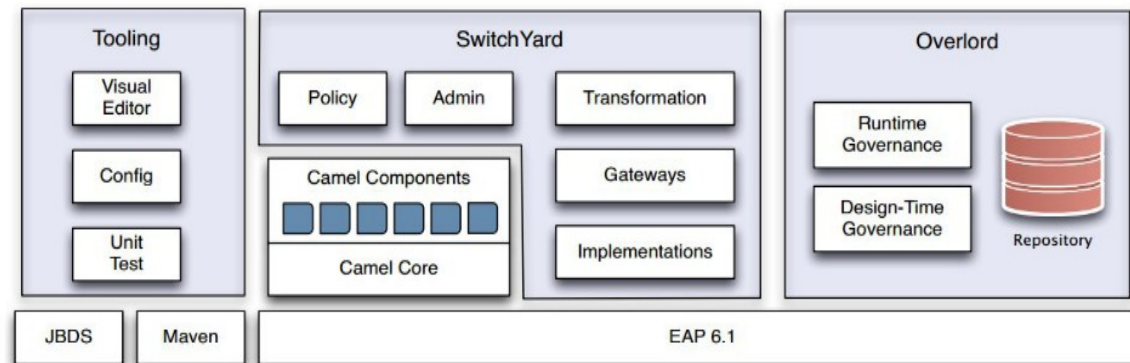 Tooling
Visual
Editor
Config
Unit
Test
SwitchYard
Policy
Admin
Transformation
Camel Components
Camel Core
Gateways
Implementations
Overlord
Runtime
Governance
Design-Time
Governance
Repository
JBDS
Maven
EAP 6.1